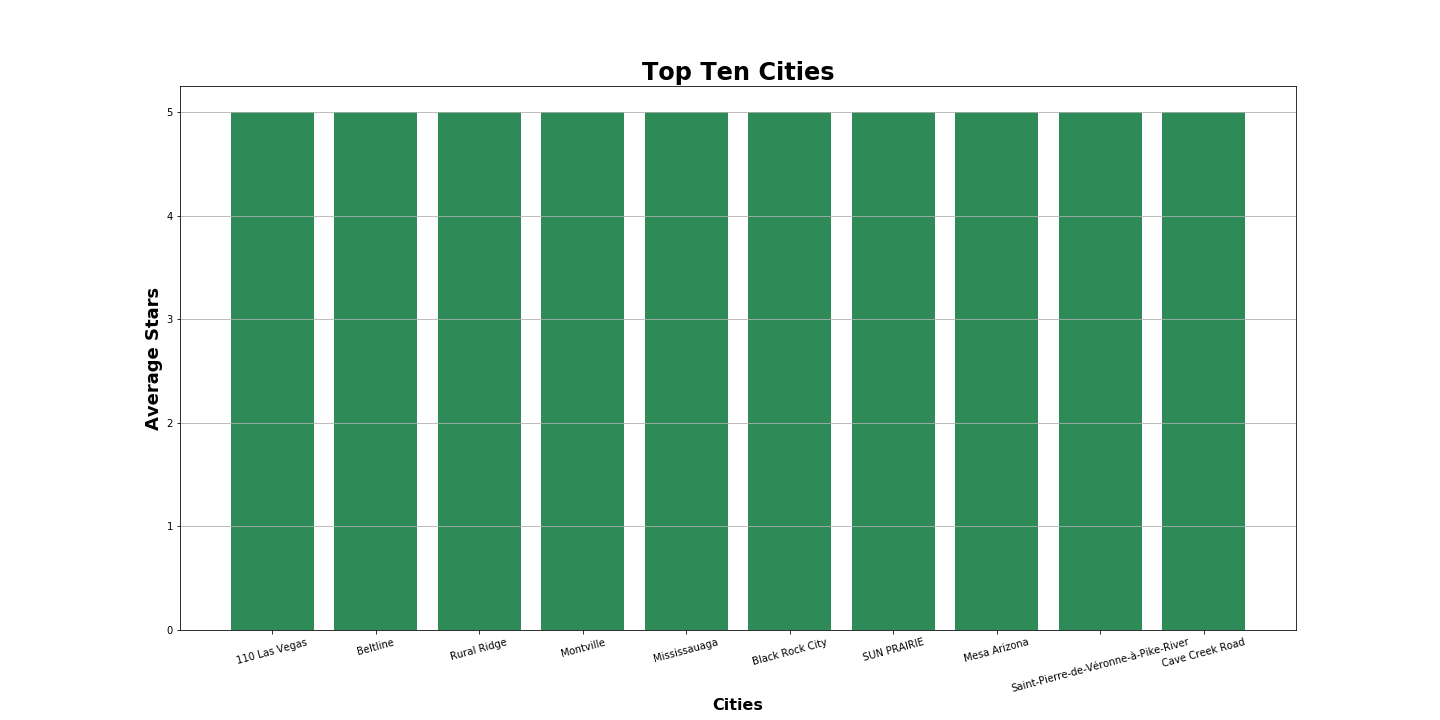 Top Ten Cities
Average Stars
5
4
3
2
1
0
110 Las Vegas
Beltline
Rural Ridge
Montville
Mississauaga
Black Rock City
SUN PRAIRIE
Mesa Arizona
Saint-Pierre-de-Véronne-à-Pike-River
Cave Creek Road
Cities